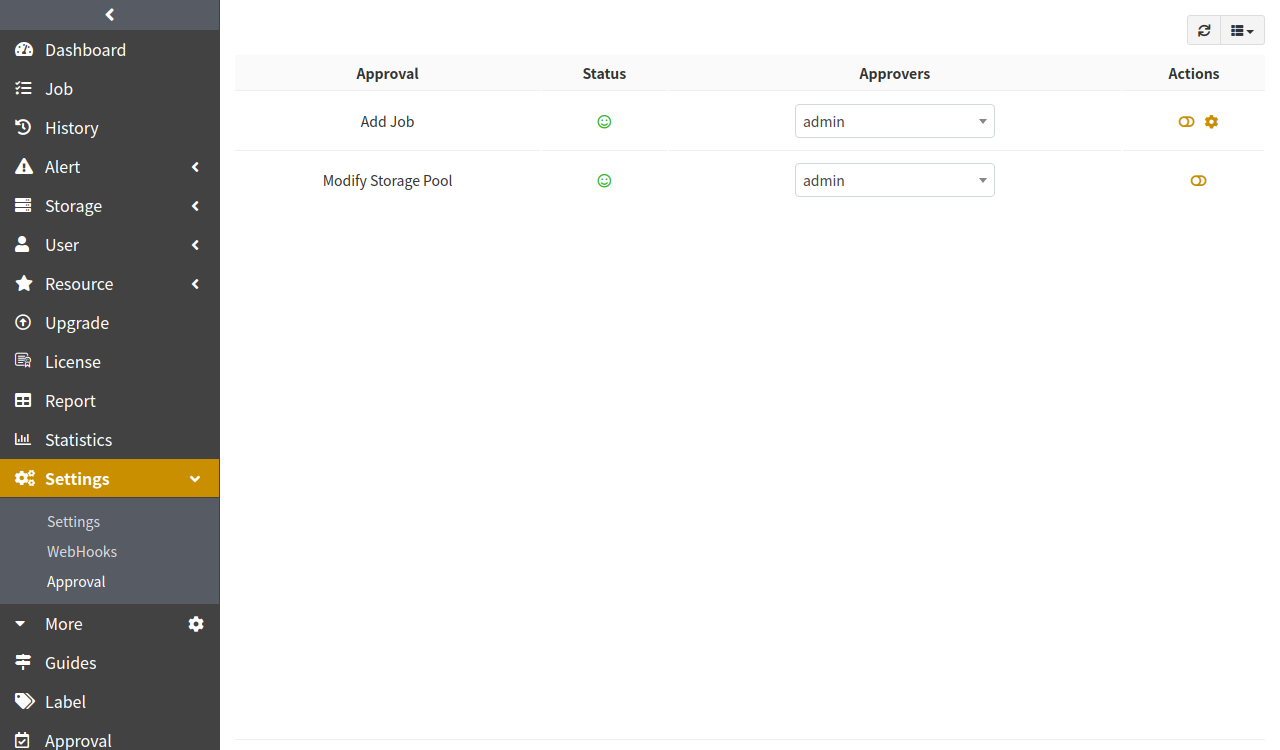 Dashboard
Job
History
Alert
Storage
User
Resource
Upgrade
License
Report
Statistics
Settings
Settings
WebHooks
Approval
More
Guides
Label
Approval
Approval Status Approvers Actions
Add Job admin
Modify Storage Pool admin